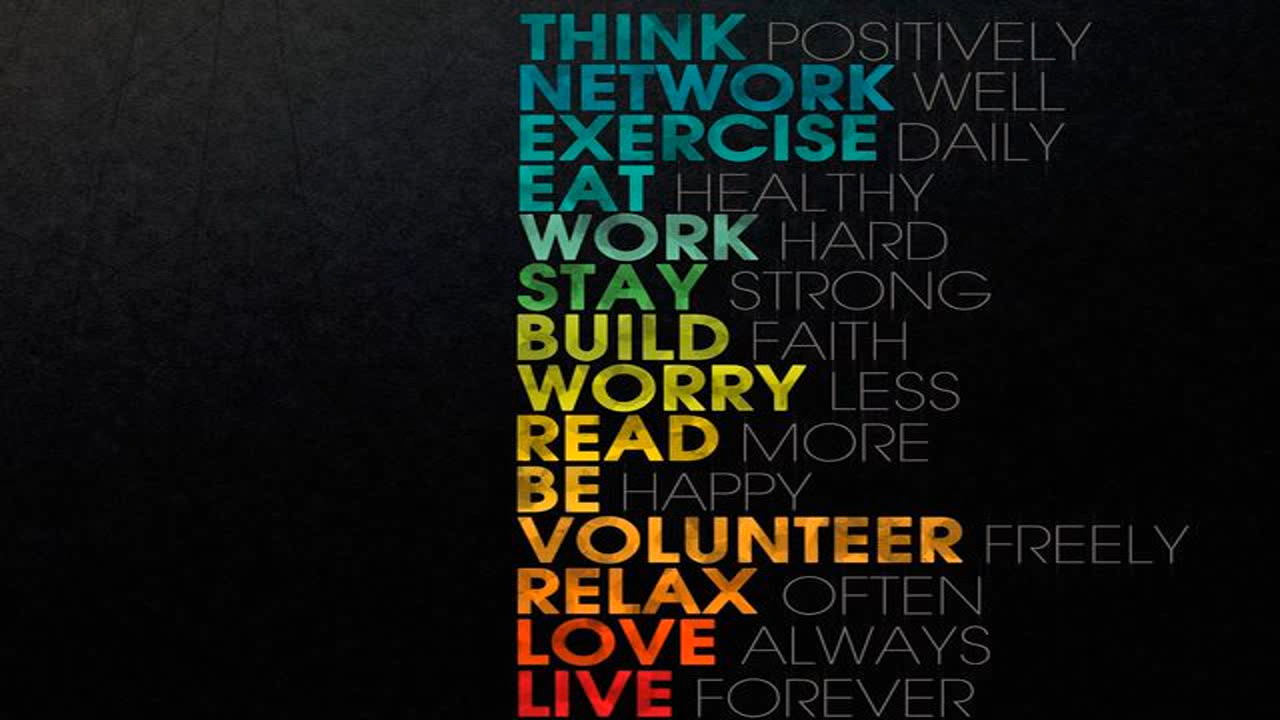 THINK POSITIVELY
NETWORK WELL
EXERCISE DAILY
EAT HEALTHY
WORK HARD
STAY STRONG
BUILD FAITH
WORRY LESS
READ MORE
BE HAPPY
VOLUNTEER FREELY
RELAX OFTEN
LOVE ALWAYS
LIVE FOREVER